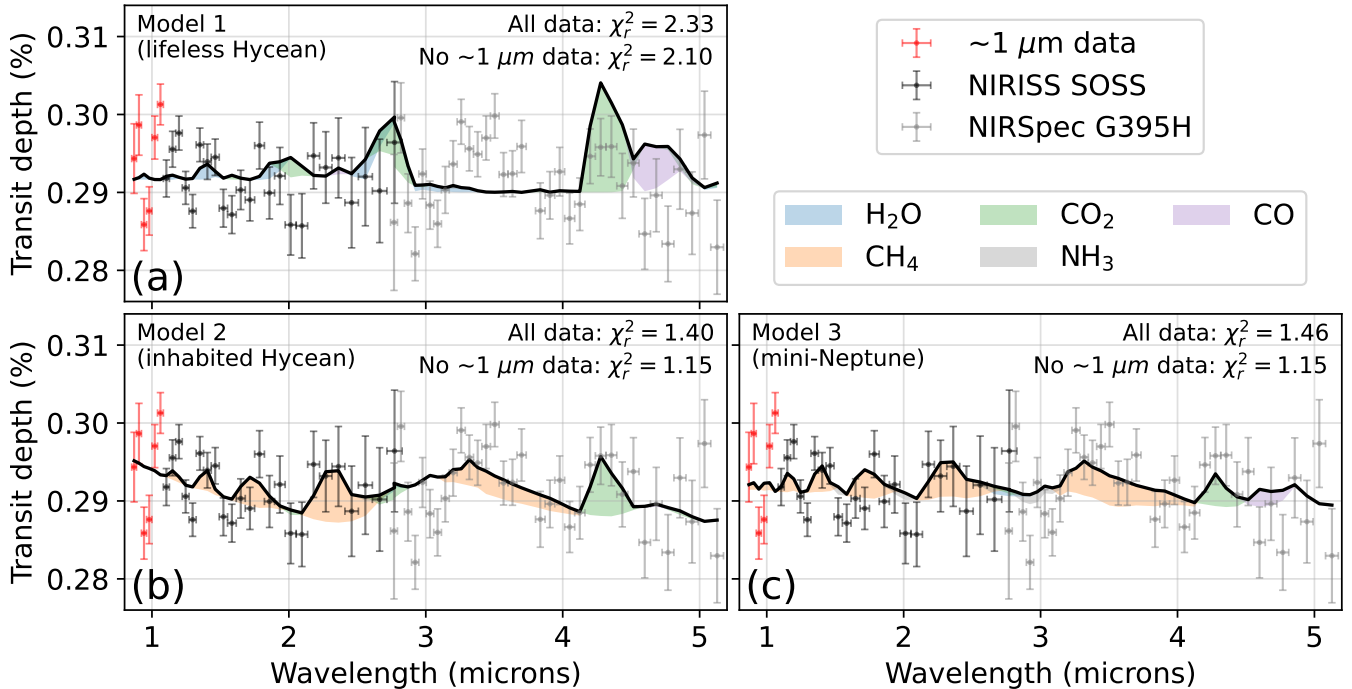 Model 1
(lifeless Hycean)
All data: χ²ᵣ = 2.33
No ~1 μm data: χ²ᵣ = 2.10
0.31
0.30
0.29
0.28
Transit depth (%)
(a)
~1 μm data
NIRISS SOSS
NIRSpec G395H
H₂O
CO₂
CO
CH₄
NH₃
Model 2
(inhabited Hycean)
All data: χ²ᵣ = 1.40
No ~1 μm data: χ²ᵣ = 1.15
0.31
0.30
0.29
0.28
Transit depth (%)
(b)
1 2 3 4 5
Wavelength (microns)
Model 3
(mini-Neptune)
All data: χ²ᵣ = 1.46
No ~1 μm data: χ²ᵣ = 1.15
(c)
1 2 3 4 5
Wavelength (microns)